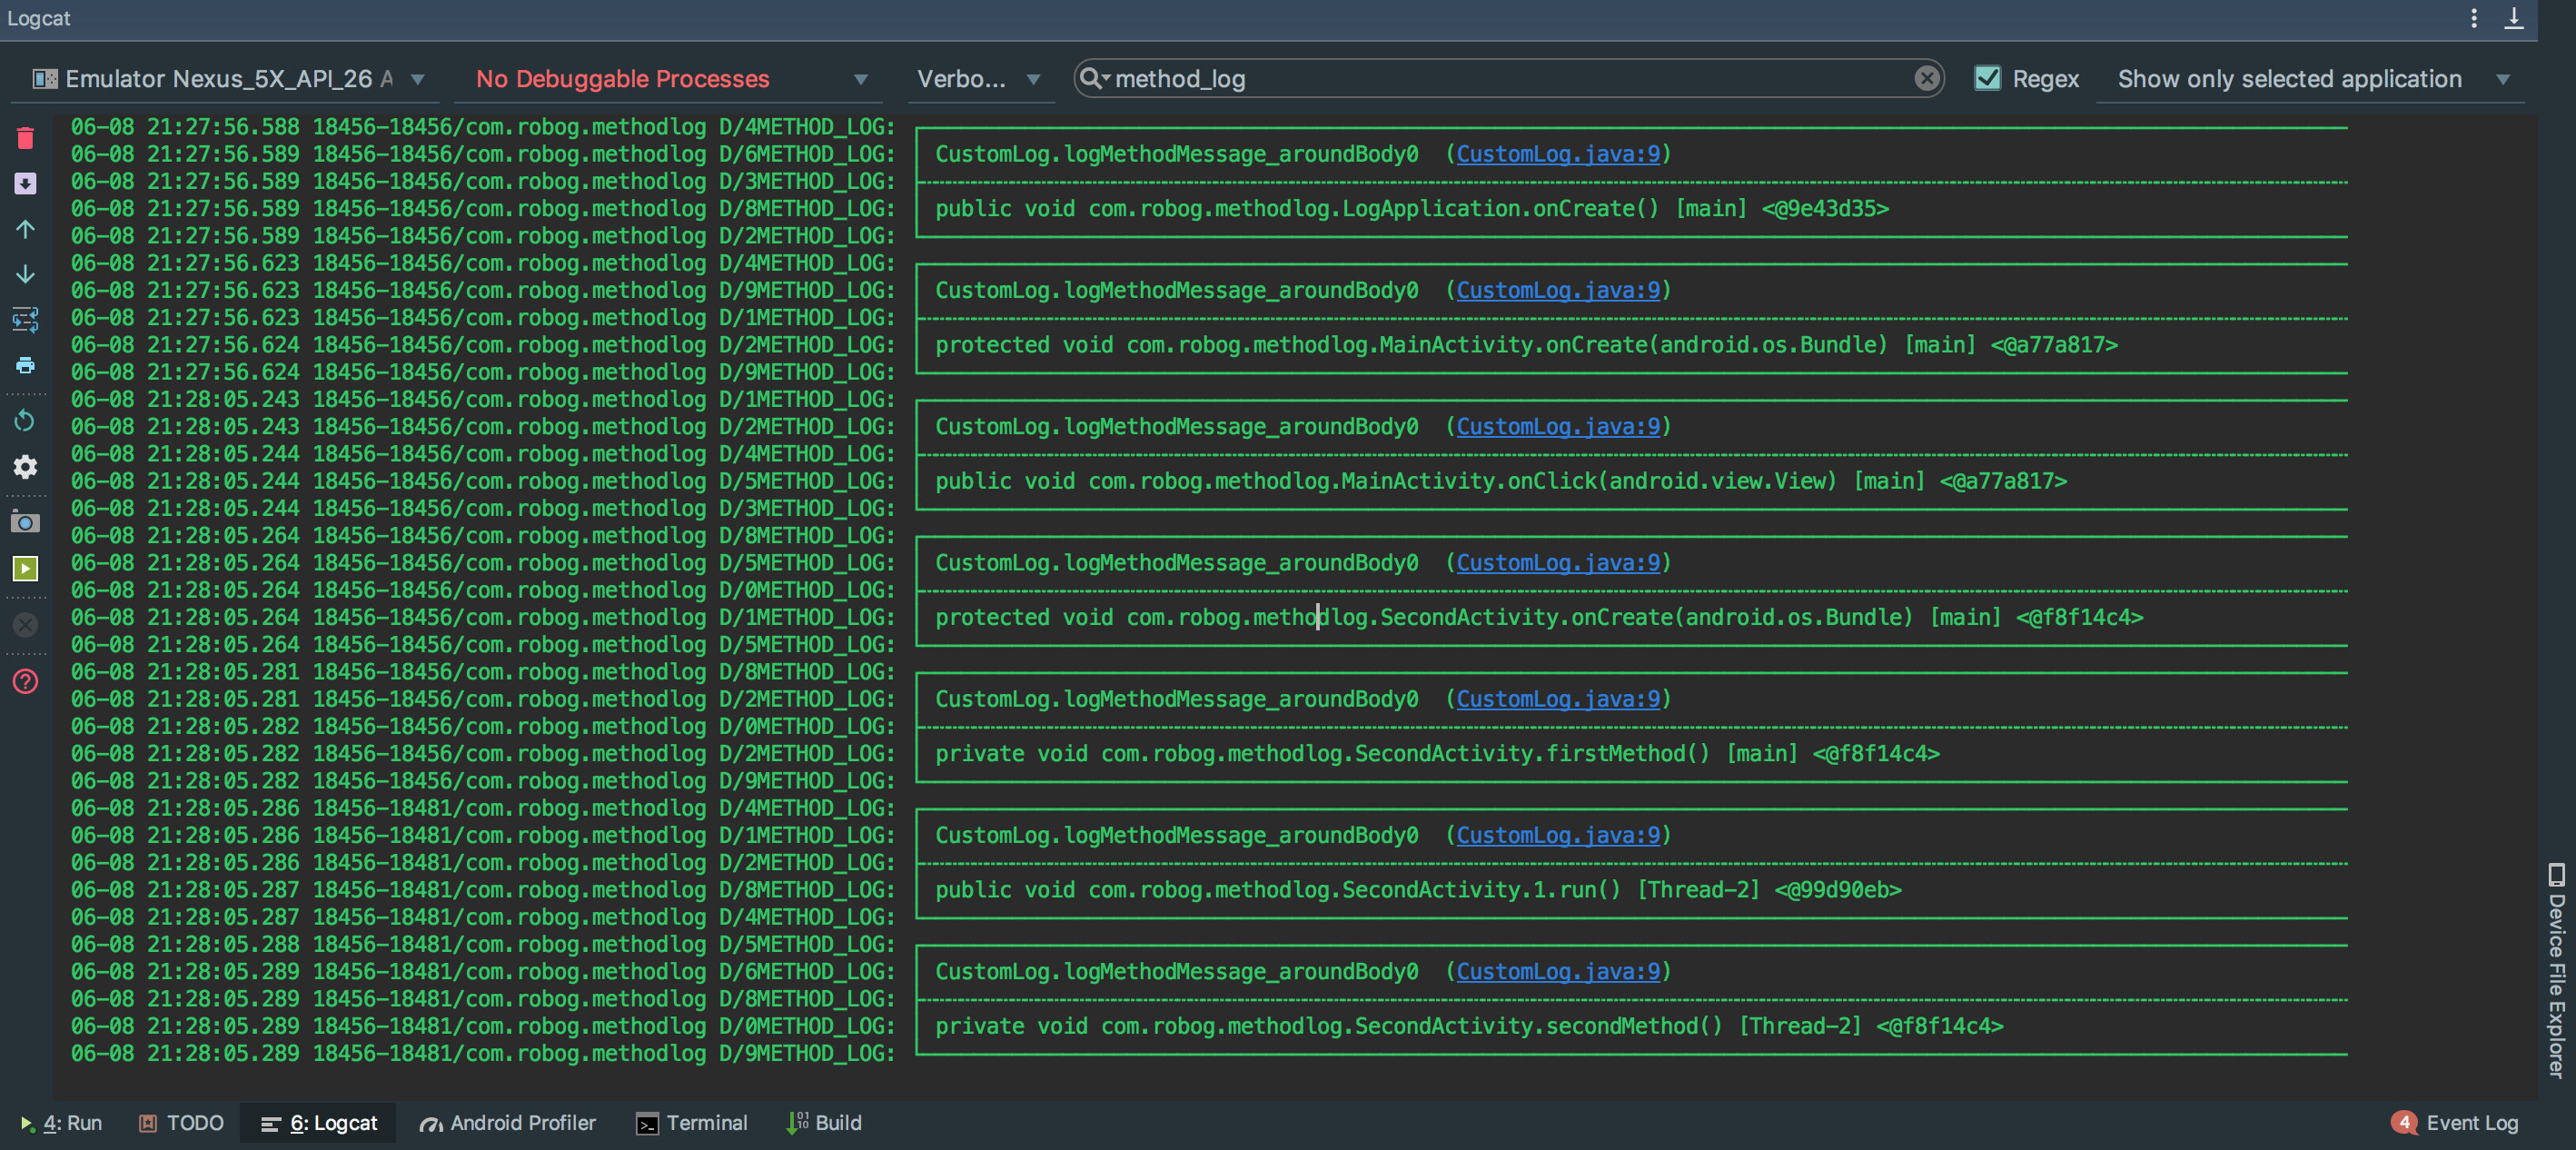 Logcat
Emulator Nexus_5X_API_26 A No Debuggable Processes Verbo... method_log Regex Show only selected application
06-08 21:27:56.588 18456-18456/com.robog.methodlog D/4METHOD_LOG:
06-08 21:27:56.589 18456-18456/com.robog.methodlog D/6METHOD_LOG: CustomLog.logMethodMessage_aroundBody0 (CustomLog.java:9)
06-08 21:27:56.589 18456-18456/com.robog.methodlog D/3METHOD_LOG:
06-08 21:27:56.589 18456-18456/com.robog.methodlog D/8METHOD_LOG: public void com.robog.methodlog.LogApplication.onCreate() [main] <@9e43d35>
06-08 21:27:56.589 18456-18456/com.robog.methodlog D/2METHOD_LOG:
06-08 21:27:56.623 18456-18456/com.robog.methodlog D/4METHOD_LOG:
06-08 21:27:56.623 18456-18456/com.robog.methodlog D/9METHOD_LOG: CustomLog.logMethodMessage_aroundBody0 (CustomLog.java:9)
06-08 21:27:56.623 18456-18456/com.robog.methodlog D/1METHOD_LOG:
06-08 21:27:56.624 18456-18456/com.robog.methodlog D/2METHOD_LOG: protected void com.robog.methodlog.MainActivity.onCreate(android.os.Bundle) [main] <@a77a817>
06-08 21:27:56.624 18456-18456/com.robog.methodlog D/9METHOD_LOG:
06-08 21:28:05.243 18456-18456/com.robog.methodlog D/1METHOD_LOG:
06-08 21:28:05.243 18456-18456/com.robog.methodlog D/2METHOD_LOG: CustomLog.logMethodMessage_aroundBody0 (CustomLog.java:9)
06-08 21:28:05.244 18456-18456/com.robog.methodlog D/4METHOD_LOG:
06-08 21:28:05.244 18456-18456/com.robog.methodlog D/5METHOD_LOG: public void com.robog.methodlog.MainActivity.onClick(android.view.View) [main] <@a77a817>
06-08 21:28:05.244 18456-18456/com.robog.methodlog D/3METHOD_LOG:
06-08 21:28:05.264 18456-18456/com.robog.methodlog D/8METHOD_LOG:
06-08 21:28:05.264 18456-18456/com.robog.methodlog D/5METHOD_LOG: CustomLog.logMethodMessage_aroundBody0 (CustomLog.java:9)
06-08 21:28:05.264 18456-18456/com.robog.methodlog D/0METHOD_LOG:
06-08 21:28:05.264 18456-18456/com.robog.methodlog D/1METHOD_LOG: protected void com.robog.methodlog.SecondActivity.onCreate(android.os.Bundle) [main] <@f8f14c4>
06-08 21:28:05.264 18456-18456/com.robog.methodlog D/5METHOD_LOG:
06-08 21:28:05.281 18456-18456/com.robog.methodlog D/8METHOD_LOG:
06-08 21:28:05.281 18456-18456/com.robog.methodlog D/2METHOD_LOG: CustomLog.logMethodMessage_aroundBody0 (CustomLog.java:9)
06-08 21:28:05.282 18456-18456/com.robog.methodlog D/0METHOD_LOG:
06-08 21:28:05.282 18456-18456/com.robog.methodlog D/2METHOD_LOG: private void com.robog.methodlog.SecondActivity.firstMethod() [main] <@f8f14c4>
06-08 21:28:05.282 18456-18456/com.robog.methodlog D/9METHOD_LOG:
06-08 21:28:05.286 18456-18481/com.robog.methodlog D/4METHOD_LOG:
06-08 21:28:05.286 18456-18481/com.robog.methodlog D/1METHOD_LOG: CustomLog.logMethodMessage_aroundBody0 (CustomLog.java:9)
06-08 21:28:05.286 18456-18481/com.robog.methodlog D/2METHOD_LOG:
06-08 21:28:05.287 18456-18481/com.robog.methodlog D/8METHOD_LOG: public void com.robog.methodlog.SecondActivity.1.run() [Thread-2] <@99d90eb>
06-08 21:28:05.287 18456-18481/com.robog.methodlog D/4METHOD_LOG:
06-08 21:28:05.288 18456-18481/com.robog.methodlog D/5METHOD_LOG:
06-08 21:28:05.289 18456-18481/com.robog.methodlog D/6METHOD_LOG: CustomLog.logMethodMessage_aroundBody0 (CustomLog.java:9)
06-08 21:28:05.289 18456-18481/com.robog.methodlog D/8METHOD_LOG:
06-08 21:28:05.289 18456-18481/com.robog.methodlog D/0METHOD_LOG: private void com.robog.methodlog.SecondActivity.secondMethod() [Thread-2] <@f8f14c4>
06-08 21:28:05.289 18456-18481/com.robog.methodlog D/9METHOD_LOG:
Device File Explorer
4: Run TODO 6: Logcat Android Profiler Terminal Build 4 Event Log